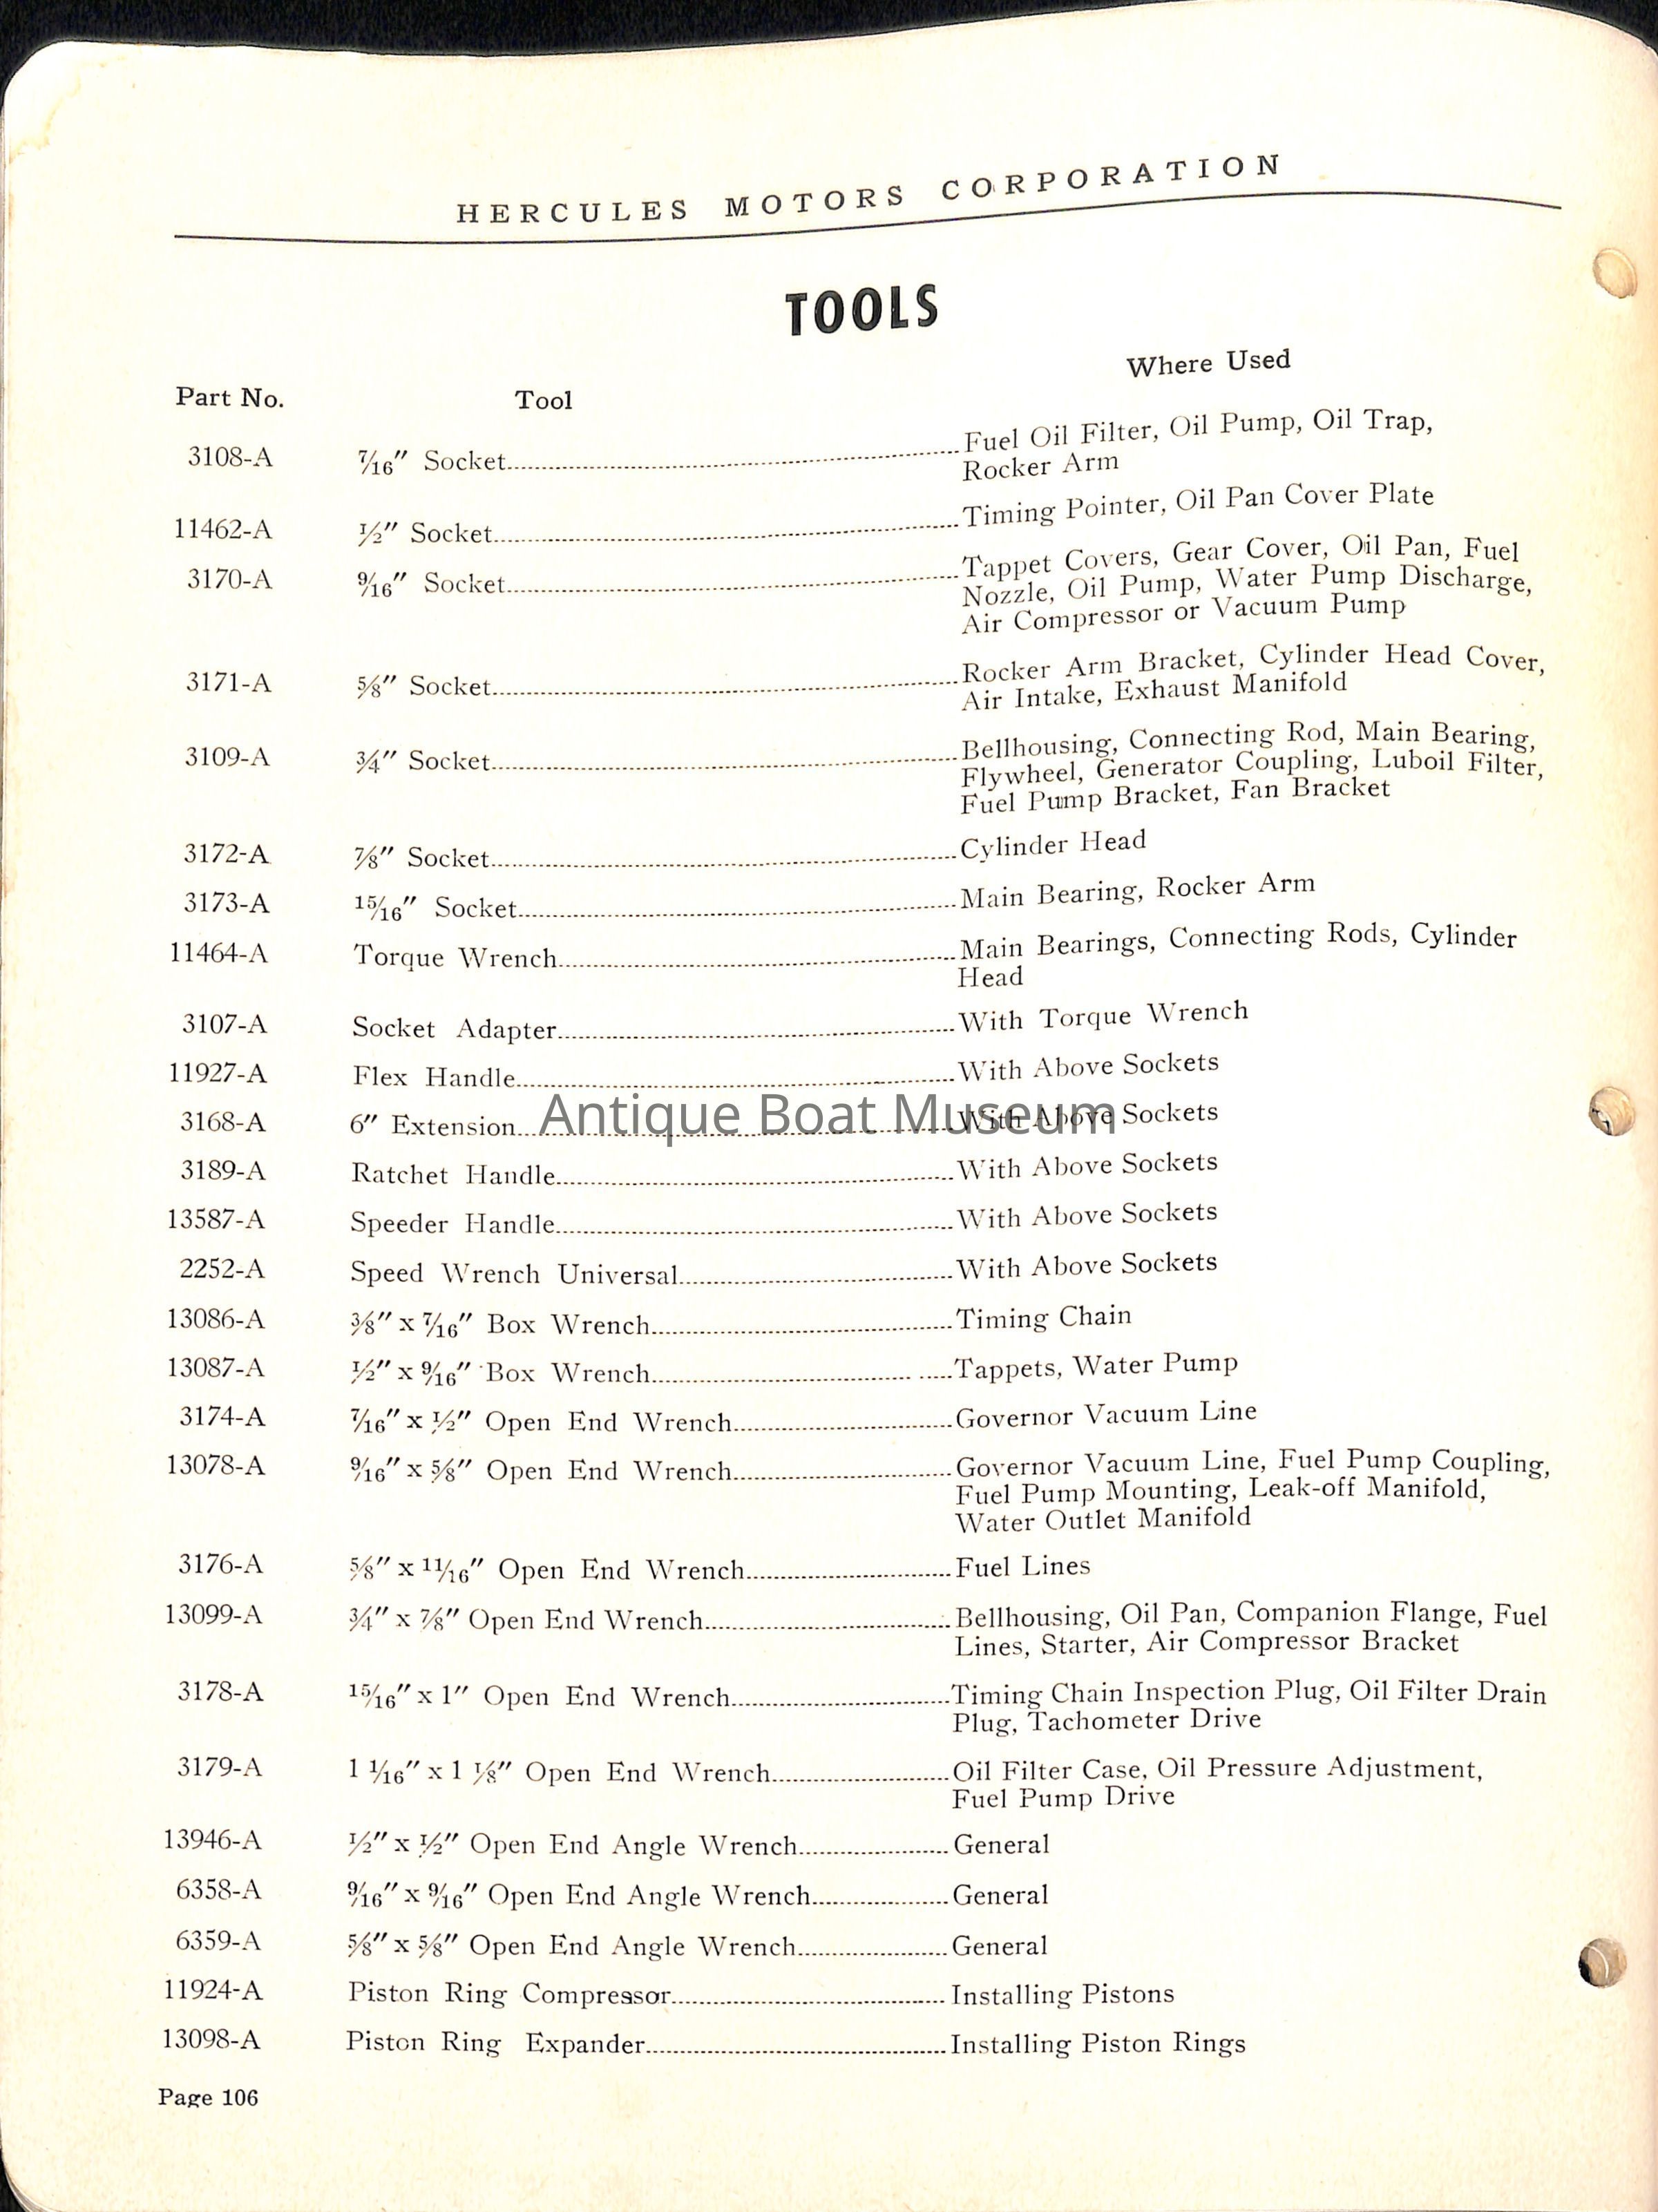 HERCULES MOTORS CORPORATION
TOOLS
Part No. Tool Where Used
3108-A 7/16" Socket Fuel Oil Filter, Oil Pump, Oil Trap,
Rocker Arm
11462-A 1/2" Socket Timing Pointer, Oil Pan Cover Plate
3170-A 9/16" Socket Tappet Covers, Gear Cover, Oil Pan, Fuel
Nozzle, Oil Pump, Water Pump Discharge,
Air Compressor or Vacuum Pump
3171-A 5/8" Socket Rocker Arm Bracket, Cylinder Head Cover,
Air Intake, Exhaust Manifold
3109-A 3/4" Socket Bellhousing, Connecting Rod, Main Bearing,
Flywheel, Generator Coupling, Luboil Filter,
Fuel Pump Bracket, Fan Bracket
3172-A 7/8" Socket Cylinder Head
3173-A 15/16" Socket Main Bearing, Rocker Arm
11464-A Torque Wrench Main Bearings, Connecting Rods, Cylinder
Head
3107-A Socket Adapter With Torque Wrench
11927-A Flex Handle With Above Sockets
3168-A 6" Extension With Above Sockets
Antique Boat Museum
3189-A Ratchet Handle With Above Sockets
13587-A Speeder Handle With Above Sockets
2252-A Speed Wrench Universal With Above Sockets
13086-A 3/8" x 7/16" Box Wrench Timing Chain
13087-A 1/2" x 9/16" Box Wrench Tappets, Water Pump
3174-A 7/16" x 1/2" Open End Wrench Governor Vacuum Line
13078-A 9/16" x 5/8" Open End Wrench Governor Vacuum Line, Fuel Pump Coupling,
Fuel Pump Mounting, Leak-off Manifold,
Water Outlet Manifold
3176-A 5/8" x 11/16" Open End Wrench Fuel Lines
13099-A 3/4" x 7/8" Open End Wrench Bellhousing, Oil Pan, Companion Flange, Fuel
Lines, Starter, Air Compressor Bracket
3178-A 15/16" x 1" Open End Wrench Timing Chain Inspection Plug, Oil Filter Drain
Plug, Tachometer Drive
3179-A 1 1/16" x 1 1/8" Open End Wrench Oil Filter Case, Oil Pressure Adjustment,
Fuel Pump Drive
13946-A 1/2" x 1/2" Open End Angle Wrench General
6358-A 9/16" x 9/16" Open End Angle Wrench General
6359-A 5/8" x 5/8" Open End Angle Wrench General
11924-A Piston Ring Compressor Installing Pistons
13098-A Piston Ring Expander Installing Piston Rings
Page 106